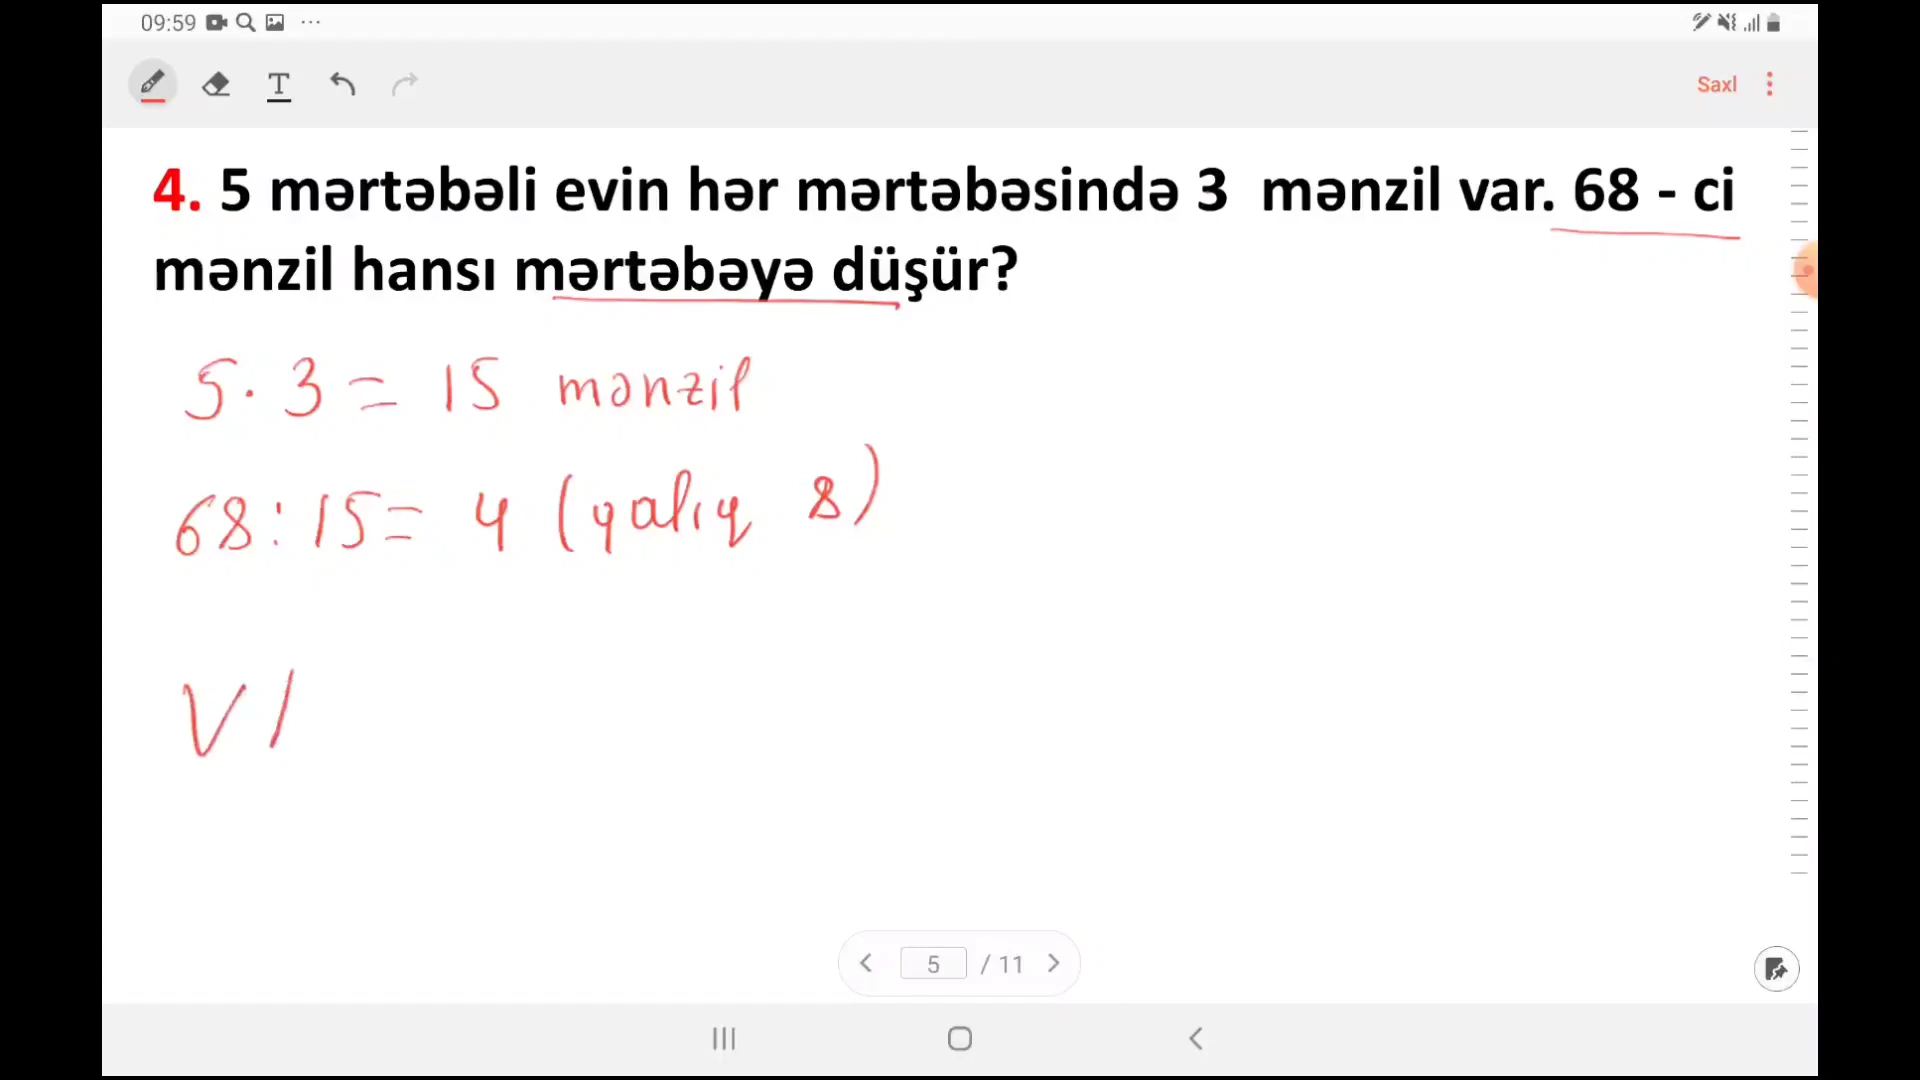 09:59
Saxl
4. 5 mərtəbəli evin hər mərtəbəsində 3 mənzil var. 68 - ci
mənzil hansı mərtəbəyə düşür?
5 · 3 = 15 mənzil
68 : 15 = 4 (qalıq 8)
V /
5 / 11